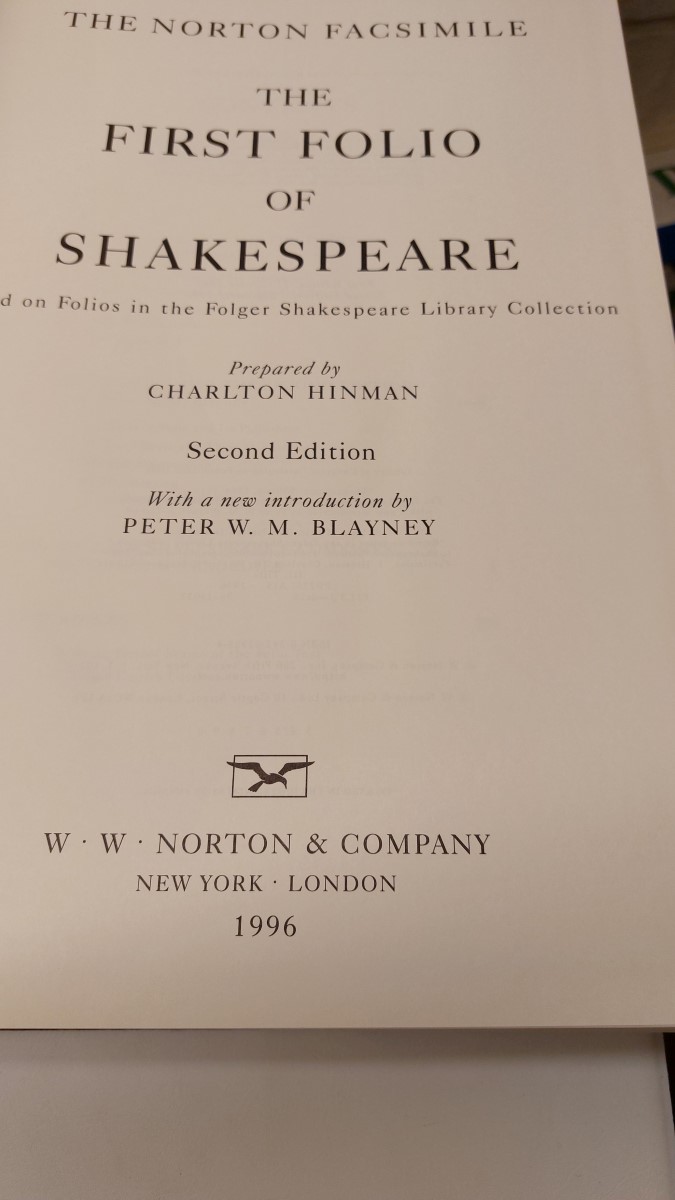 THE NORTON FACSIMILE
THE
FIRST FOLIO
OF
SHAKESPEARE
d on Folios in the Folger Shakespeare Library Collection
Prepared by
CHARLTON HINMAN
Second Edition
With a new introduction by
PETER W. M. BLAYNEY
W · W · NORTON & COMPANY
NEW YORK · LONDON
1996